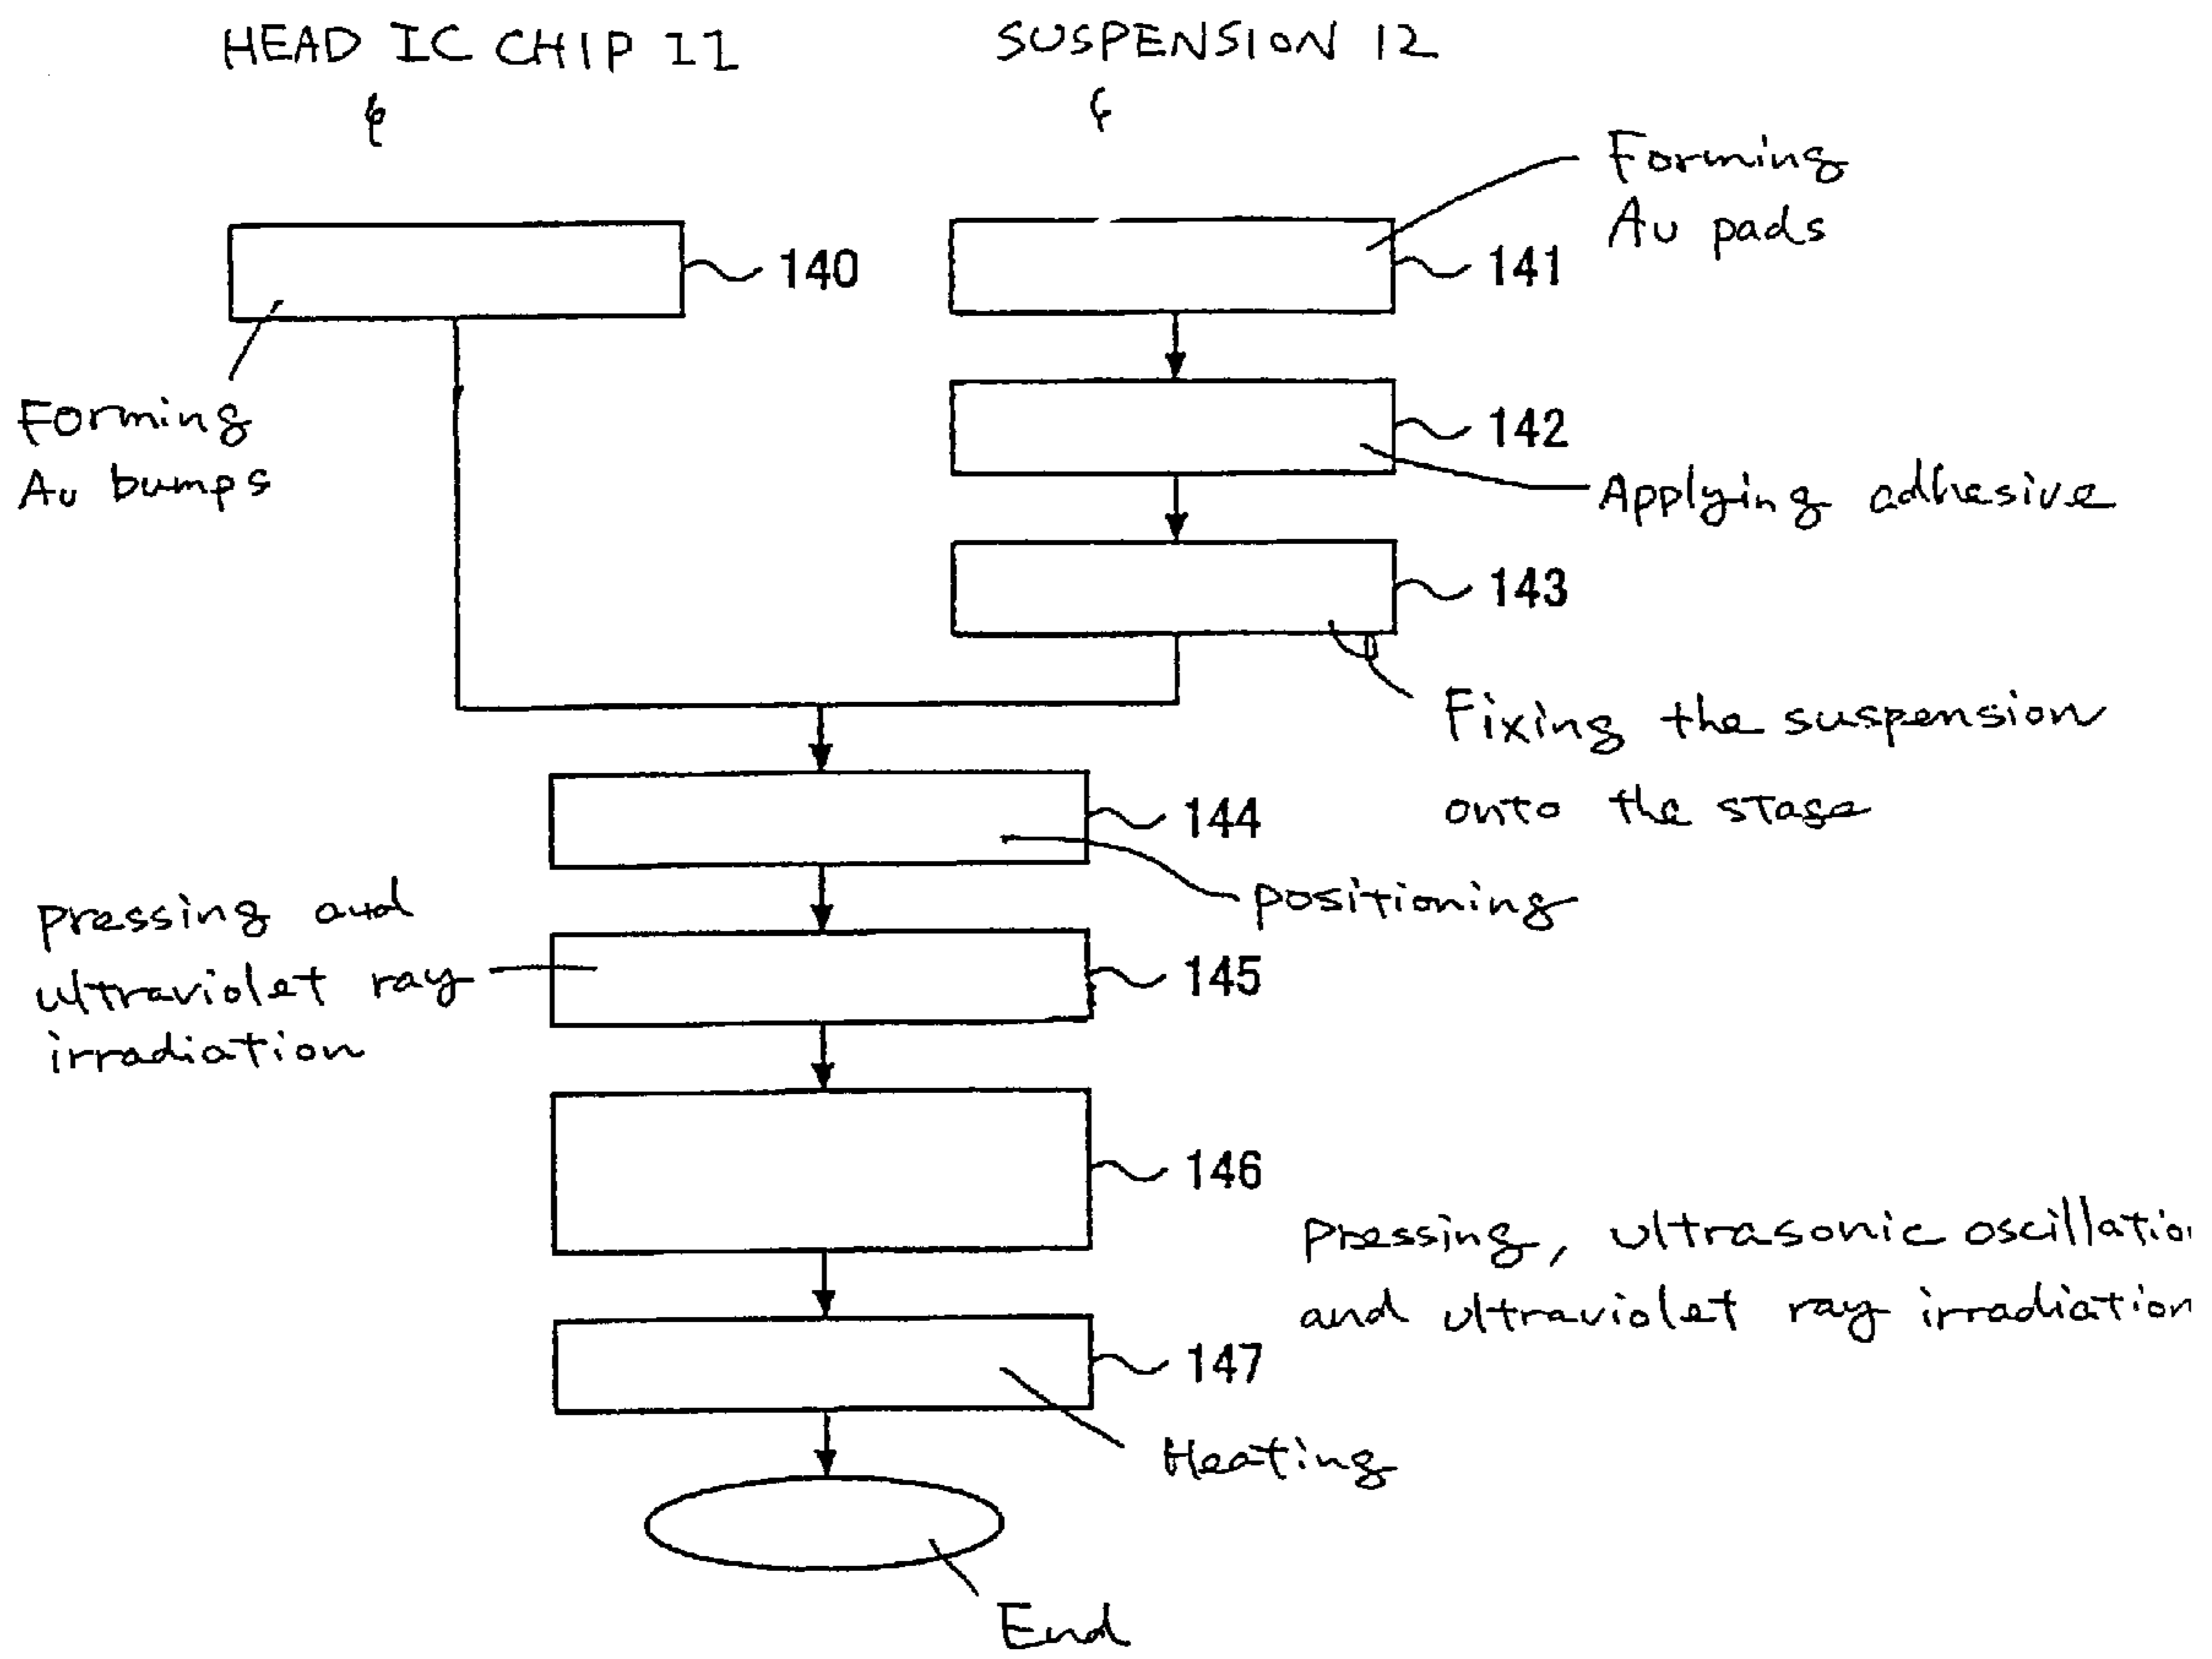 HEAD IC CHIP 11
SUSPENSION 12
Forming
Au pads
140
141
Forming
Au bumps
142
Applying adhesive
143
Fixing the suspension
onto the stage
144
positioning
pressing and
ultraviolet ray
irradiation
145
146
pressing, ultrasonic oscillatio
and ultraviolet ray irradiation
147
Heating
End